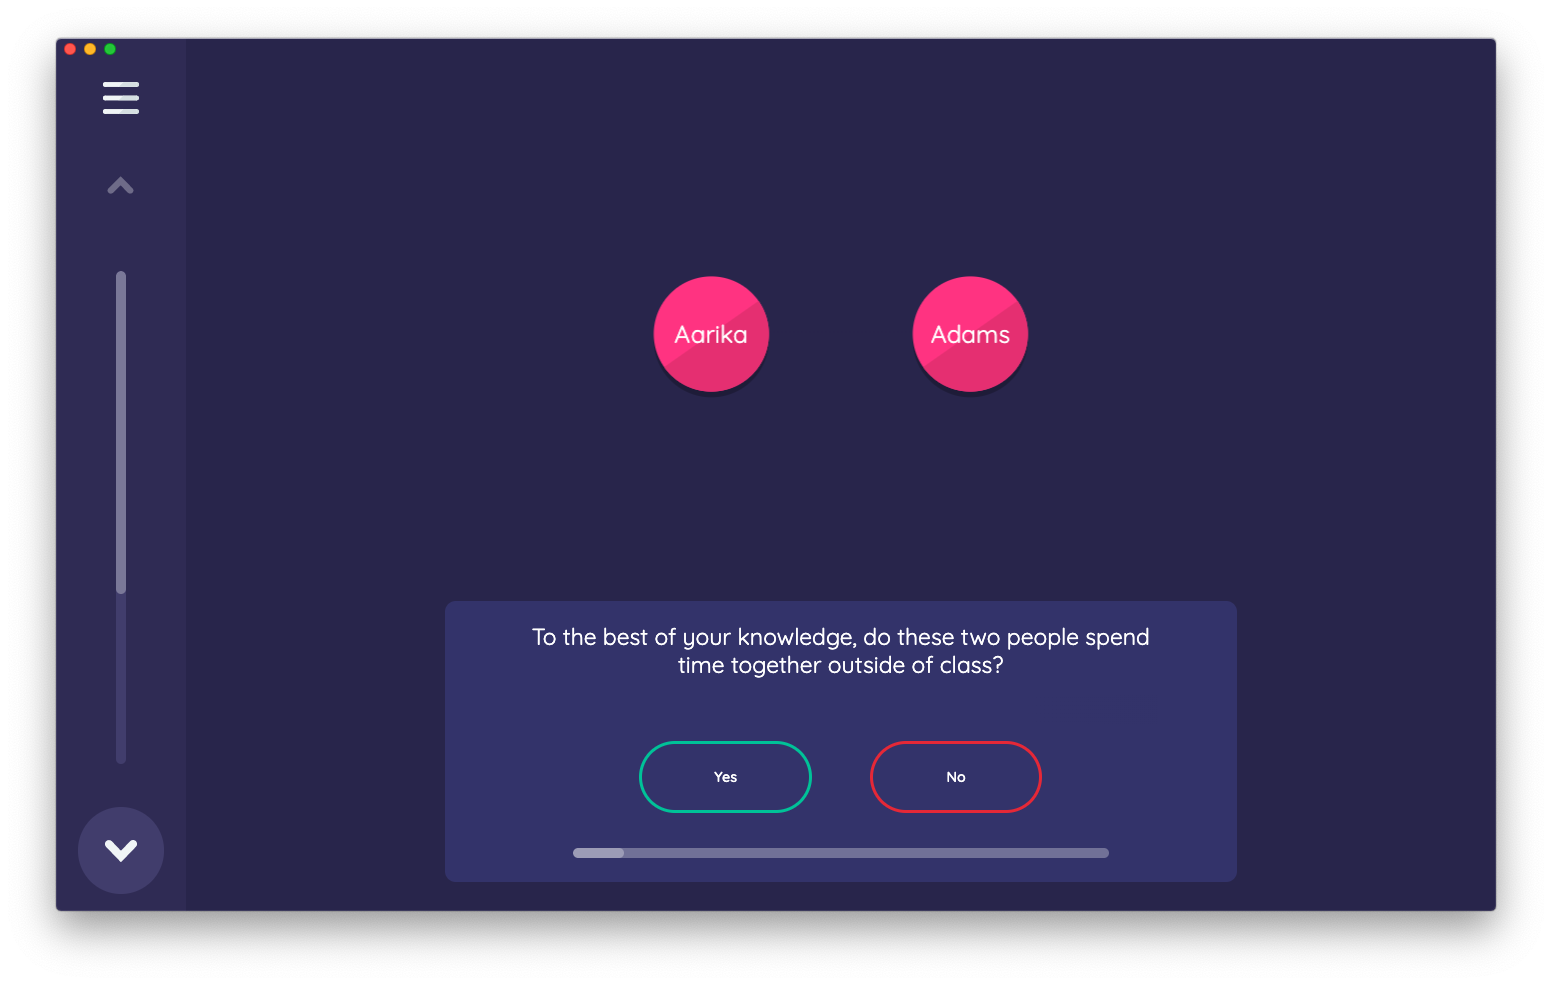 Aarika
Adams
To the best of your knowledge, do these two people spend
time together outside of class?
Yes
No